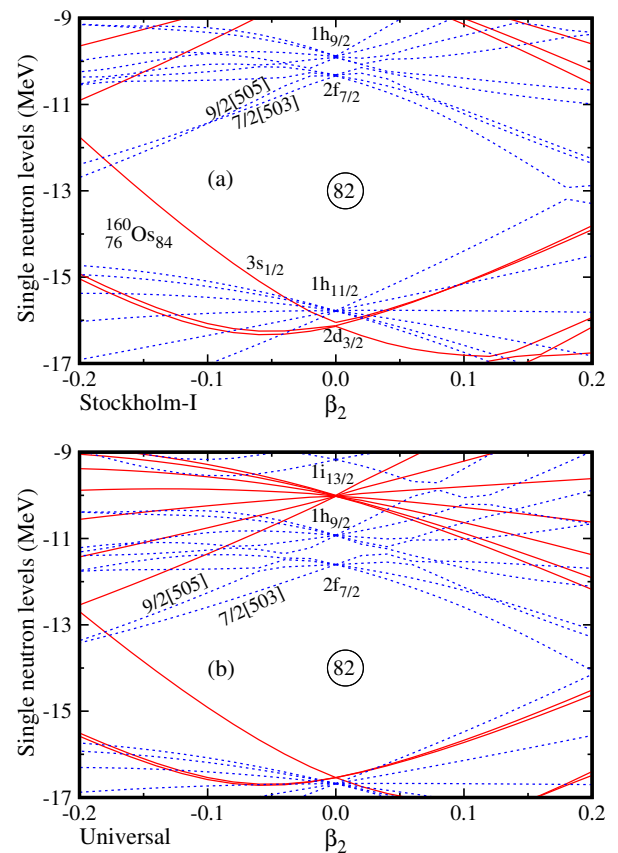 -9
-11
-13
-15
-17
Single neutron levels (MeV)
1h9/2
2f7/2
9/2[505]
7/2[503]
(a)
82
160
76Os84
3s1/2
1h11/2
2d3/2
-0.2 -0.1 0.0 0.1 0.2
Stockholm-I β2
-9
-11
-13
-15
-17
Single neutron levels (MeV)
1i13/2
1h9/2
2f7/2
9/2[505]
7/2[503]
(b)
82
-0.2 -0.1 0.0 0.1 0.2
Universal β2